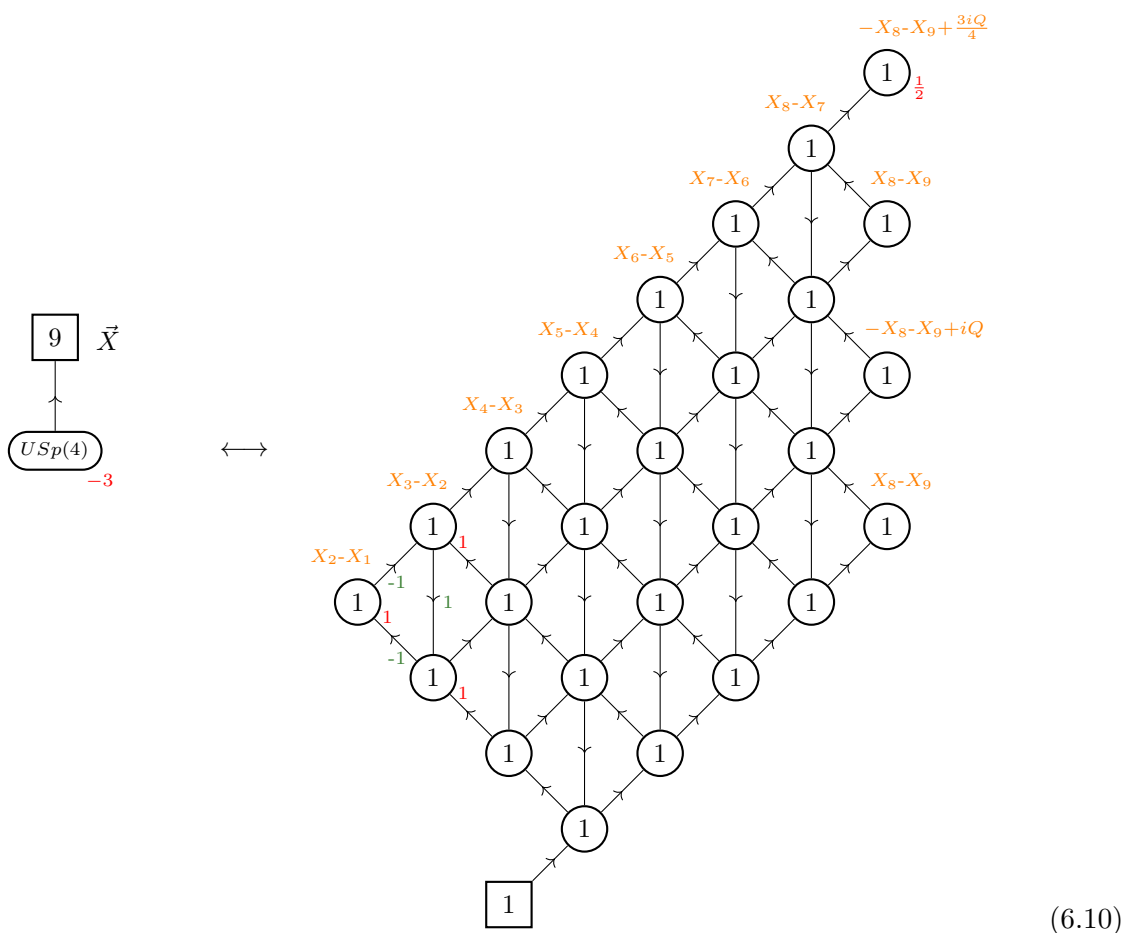 −X₈-X₉+\frac{3iQ}{4}
1
\frac{1}{2}
X₈-X₇
1
X₇-X₆ X₈-X₉
1 1
X₆-X₅
1 1
X₅-X₄ −X₈-X₉+iQ
9 \vec{X}
1 1 1
X₄-X₃
USp(4) ⟷ 1 1 1
−3 X₃-X₂ X₈-X₉
1 1 1 1
1
X₂-X₁
-1
1 1 1 1 1
1
-1
1 1 1
1
1 1
1
1
(6.10)